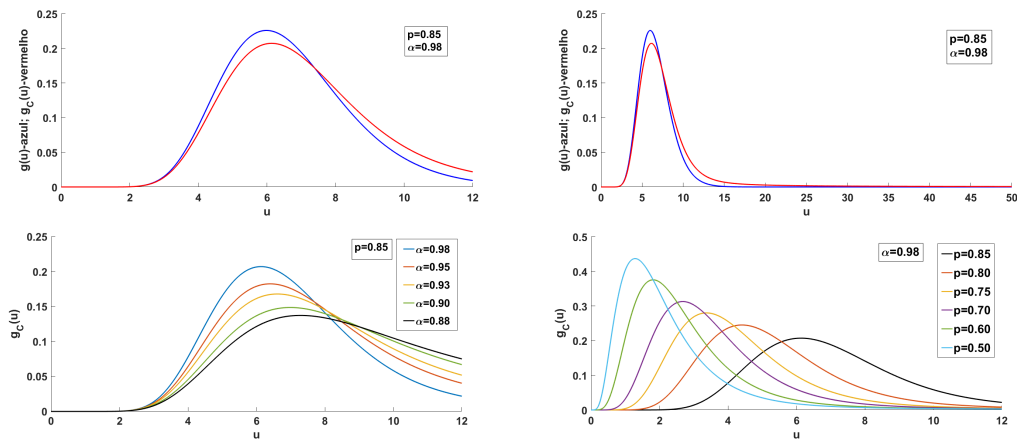 0.25
0.2
0.15
0.1
0.05
0
g(u)-azul; g_C(u)-vermelho
p=0.85
α=0.98
0 2 4 6 8 10 12
u
0.25
0.2
0.15
0.1
0.05
0
g(u)-azul; g_C(u)-vermelho
p=0.85
α=0.98
0 5 10 15 20 25 30 35 40 45 50
u
0.25
0.2
0.15
0.1
0.05
0
g_C(u)
p=0.85
α=0.98
α=0.95
α=0.93
α=0.90
α=0.88
0 2 4 6 8 10 12
u
0.5
0.4
0.3
0.2
0.1
0
g_C(u)
α=0.98
p=0.85
p=0.80
p=0.75
p=0.70
p=0.60
p=0.50
0 2 4 6 8 10 12
u